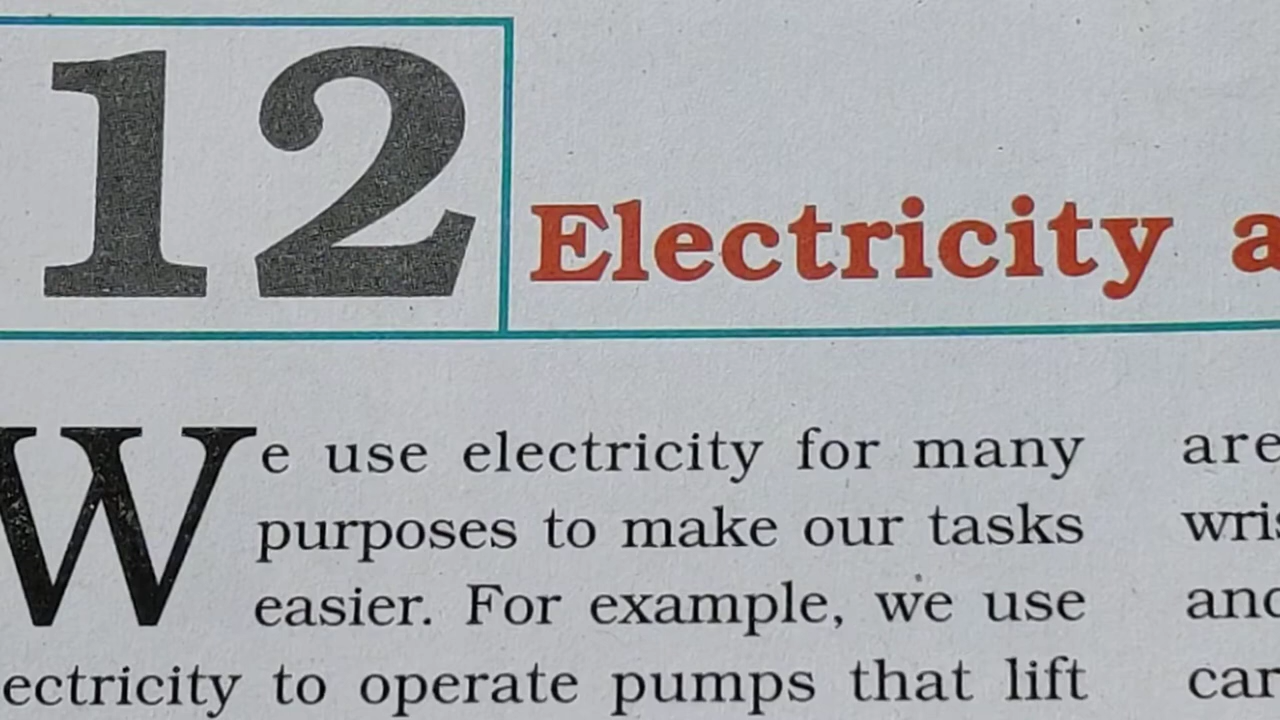 12
Electricity
We use electricity for many
purposes to make our tasks
easier. For example, we use
ectricity to operate pumps that lift
are